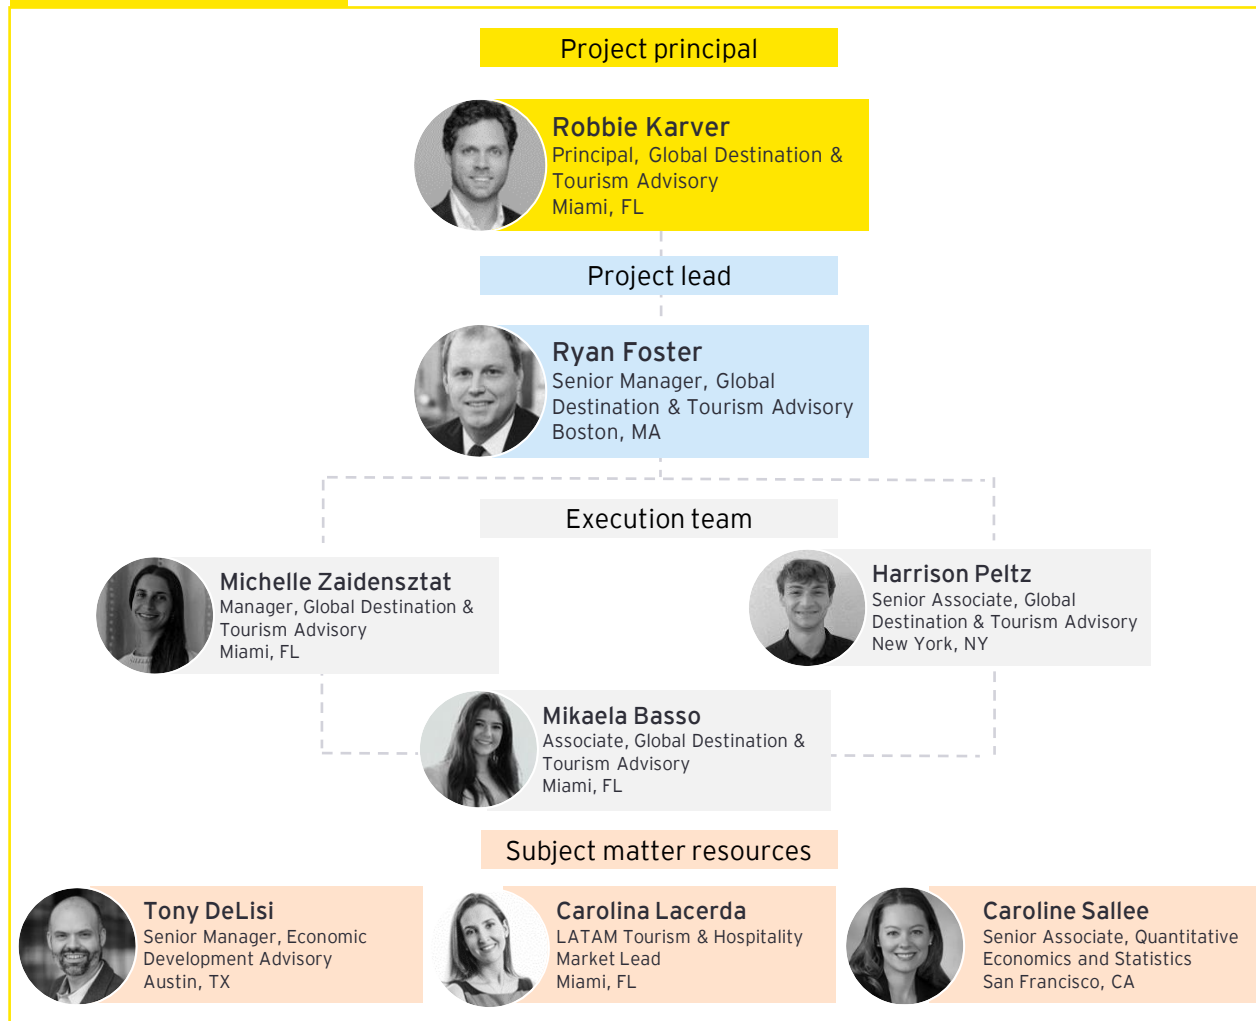 Project principal
Robbie Karver
Principal, Global Destination &
Tourism Advisory
Miami, FL
Project lead
Ryan Foster
Senior Manager, Global
Destination & Tourism Advisory
Boston, MA
Execution team
Michelle Zaidensztat
Manager, Global Destination &
Tourism Advisory
Miami, FL
Harrison Peltz
Senior Associate, Global
Destination & Tourism Advisory
New York, NY
Mikaela Basso
Associate, Global Destination &
Tourism Advisory
Miami, FL
Subject matter resources
Tony DeLisi
Senior Manager, Economic
Development Advisory
Austin, TX
Carolina Lacerda
LATAM Tourism & Hospitality
Market Lead
Miami, FL
Caroline Sallee
Senior Associate, Quantitative
Economics and Statistics
San Francisco, CA